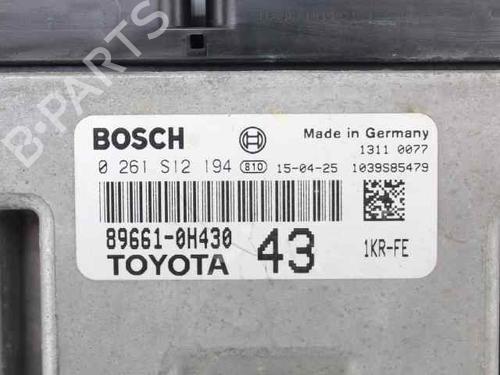 B-PARTS
BOSCH
Made in Germany
1311 0077
0 261 S12 194 810 15-04-25 1039S85479
89661-0H430
43
1KR-FE
TOYOTA